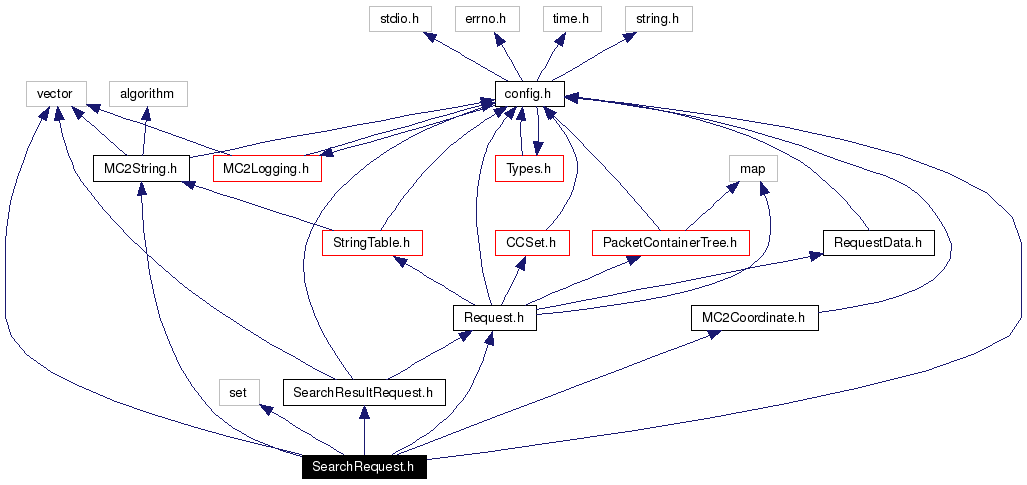 stdio.h
errno.h
time.h
string.h
vector
algorithm
config.h
MC2String.h
MC2Logging.h
Types.h
map
StringTable.h
CCSet.h
PacketContainerTree.h
RequestData.h
Request.h
MC2Coordinate.h
set
SearchResultRequest.h
SearchRequest.h